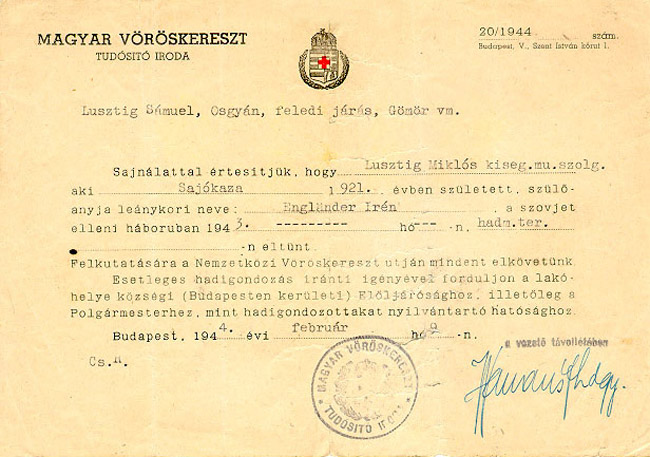 MAGYAR VÖRÖSKERESZT
TUDÓSITÓ IRODA
20/1944 szám.
Budapest, V., Szent István körut 1.
Lusztig Sámuel, Osgyán, feledi járás, Gömör vm.
Sajnálattal értesitjük, hogy Lusztig Miklós kiseg.mu.szolg.
aki Sajókaza 1921. évben született, szülő-
anyja leánykori neve: Engländer Irén, a szovjet
elleni háboruban 1943. --------- hó --- -n, hadm.ter.
-n eltünt.
Felkutatására a Nemzetközi Vöröskereszt utján mindent elkövetünk.
Esetleges hadigondozás iránti igényével forduljon a lakó-
helye községi (Budapesten kerületi) Elöljárósághoz, illetőleg a
Polgármesterhez, mint hadigondozottakat nyilvántartó hatósághoz.
Budapest, 1944. évi február hó 9 -n.
Cs.n.
a vezető távollétében
MAGYAR VÖRÖSKERESZT
TUDÓSITÓ IRODA